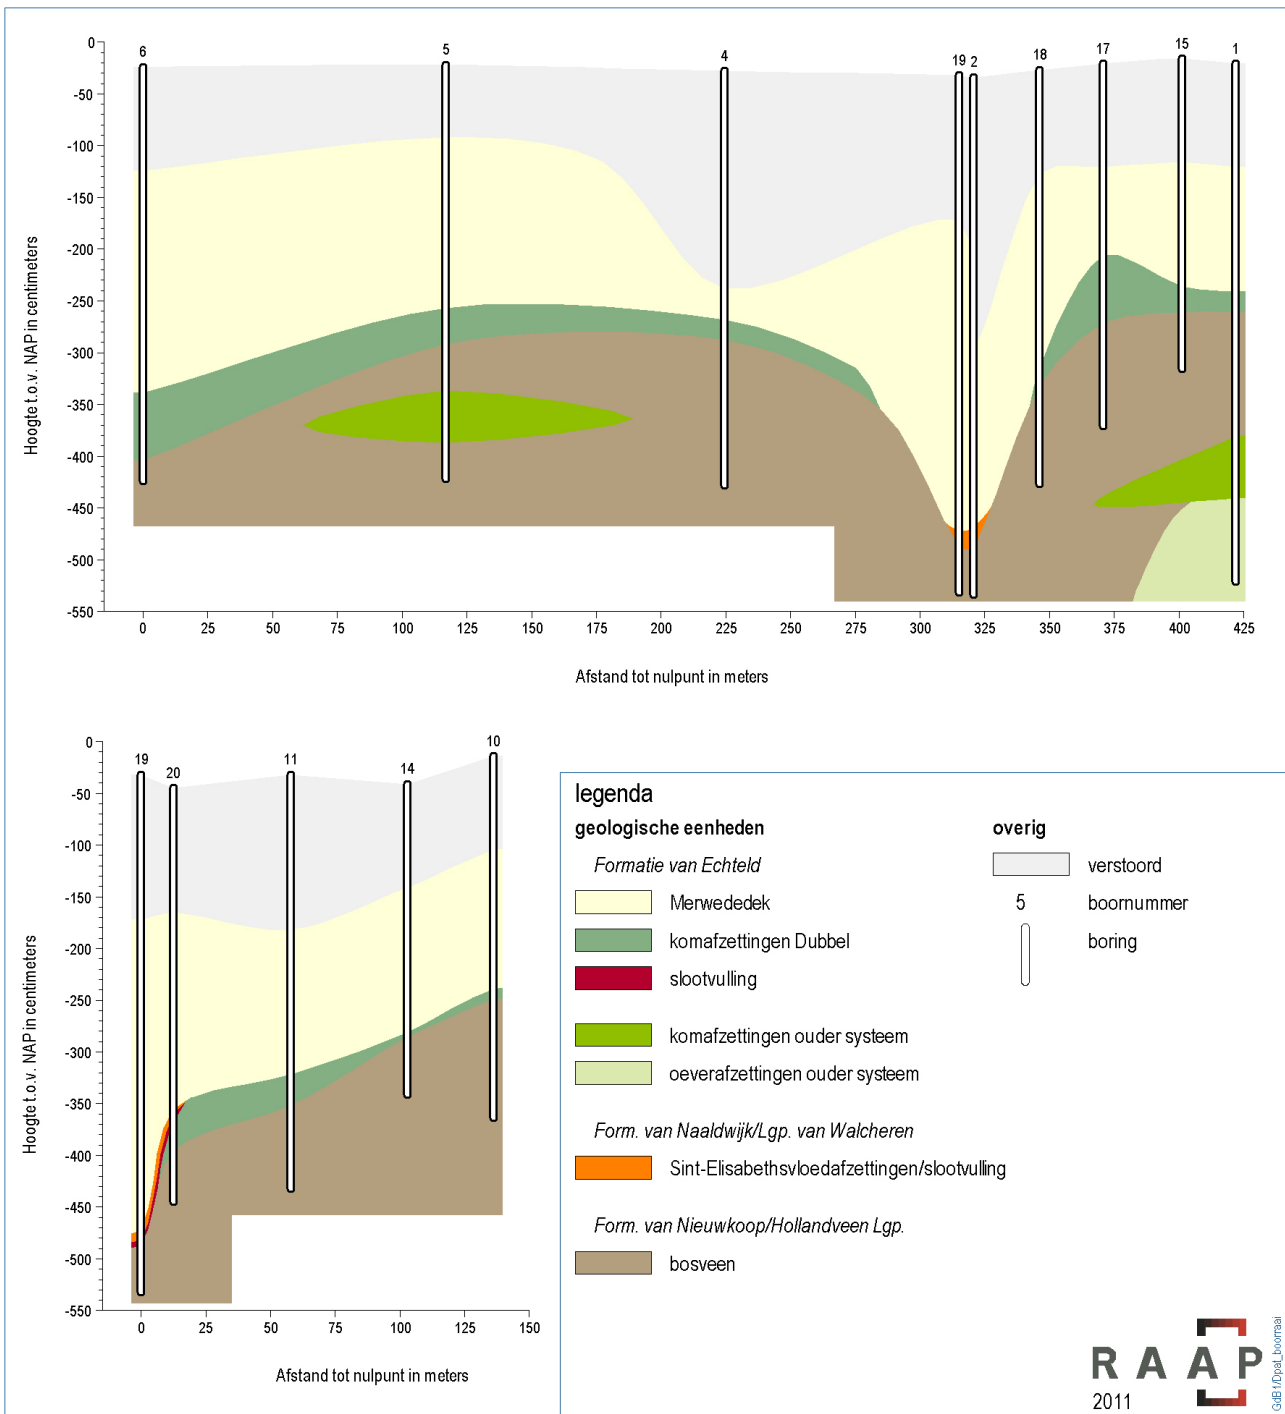 6 5 4 19 2 18 17 15 1
0
-50
-100
-150
-200
-250
-300
-350
-400
-450
-500
-550
Hoogte t.o.v. NAP in centimeters
0 25 50 75 100 125 150 175 200 225 250 275 300 325 350 375 400 425
Afstand tot nulpunt in meters
19 20 11 14 10
0
-50
-100
-150
-200
-250
-300
-350
-400
-450
-500
-550
Hoogte t.o.v. NAP in centimeters
0 25 50 75 100 125 150
Afstand tot nulpunt in meters
legenda
geologische eenheden
Formatie van Echteld
Merwededek
komafzettingen Dubbel
slootvulling
komafzettingen ouder systeem
oeverafzettingen ouder systeem
Form. van Naaldwijk/Lgp. van Walcheren
Sint-Elisabethsvloedafzettingen/slootvulling
Form. van Nieuwkoop/Hollandveen Lgp.
bosveen
overig
verstoord
5 boornummer
boring
RAAP
2011
GdB1/Dpat_boorraai